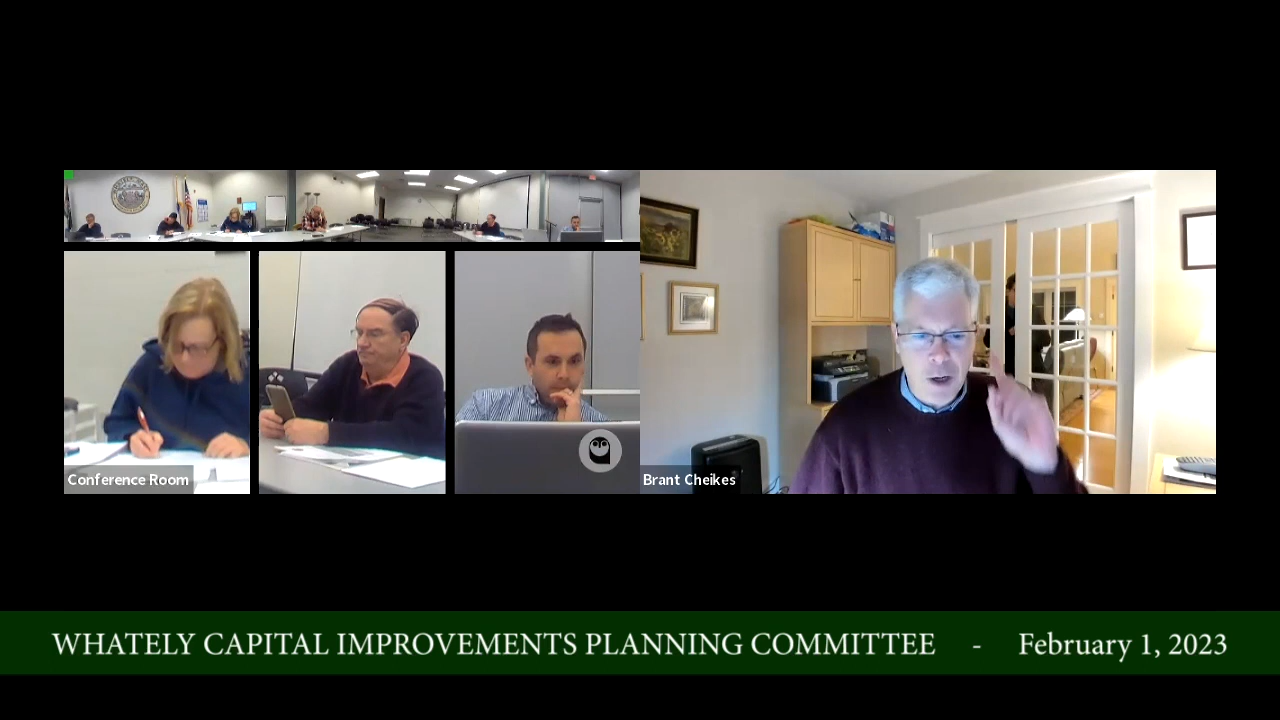 Conference Room
Brant Cheikes
WHATELY CAPITAL IMPROVEMENTS PLANNING COMMITTEE - February 1, 2023